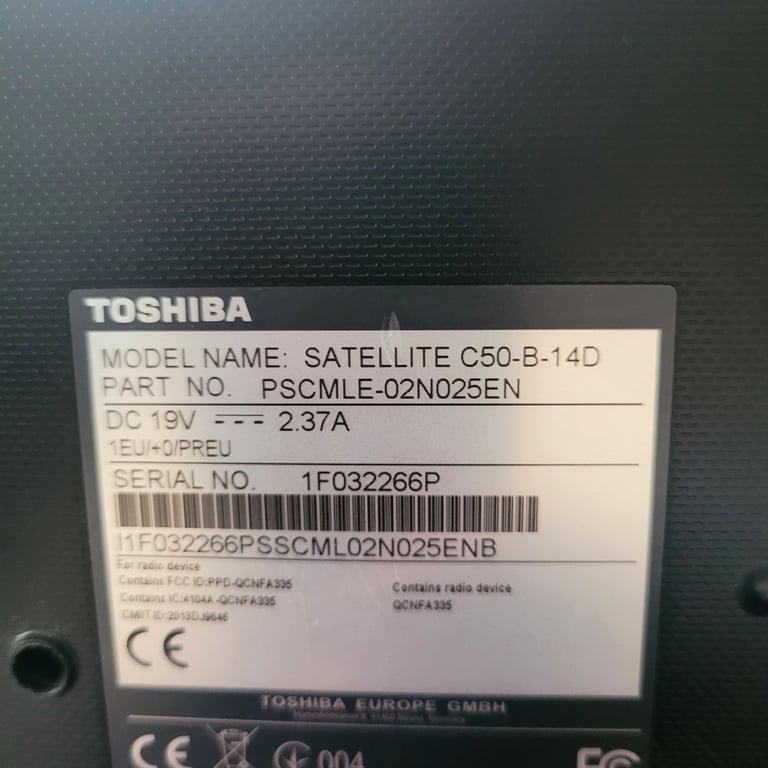 TOSHIBA
MODEL NAME: SATELLITE C50-B-14D
PART NO. PSCMLE-02N025EN
DC 19V 2.37A
1EU/+0/PREU
SERIAL NO. 1F032266P
I1F032266PSSCML02N025ENB
For radio device
Contains FCC ID:PPD-QCNFA335
Contains IC:4104A-QCNFA335
CMIIT ID:2013DJ9646
Contains radio device
QCNFA335
CE
TOSHIBA EUROPE GMBH
CE 004 FC